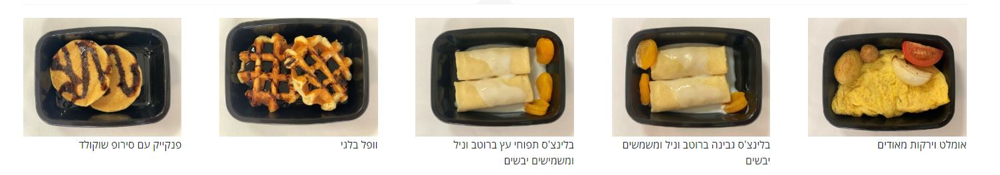 אומלט וירקות מאודים
בלינצ'ס גבינה ברוטב וניל ומשמשים
יבשים
בלינצ'ס תפוחי עץ ברוטב וניל
ומשמישים יבשים
וופל בלגי
פנקייק עם סירופ שוקולד